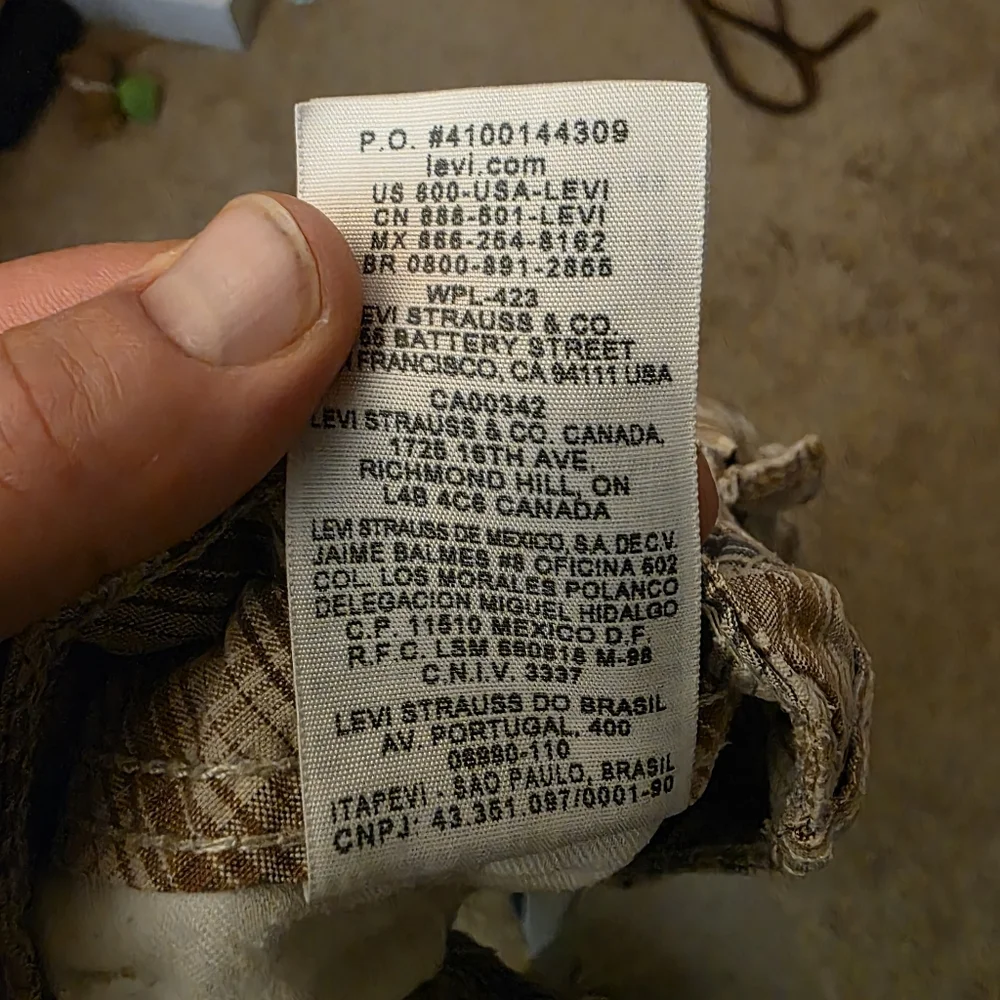 P.O. #4100144309
levi.com
US 800-USA-LEVI
CN 888-501-LEVI
MX 866-264-8162
BR 0800-891-2855
WPL-423
EVI STRAUSS & CO.
55 BATTERY STREET
FRANCISCO, CA 94111 USA
CA00342
LEVI STRAUSS & CO. CANADA.
1725 16TH AVE.
RICHMOND HILL, ON
L4B 4C6 CANADA
LEVI STRAUSS DE MEXICO, S.A. DE C.V.
JAIME BALMES #8 OFICINA 602
COL. LOS MORALES POLANCO
DELEGACION MIGUEL HIDALGO
C.P. 11510 MEXICO D.F.
R.F.C. LSM M-98
C.N.I.V. 3337
LEVI STRAUSS DO BRASIL
AV. PORTUGAL, 400
06690-110
ITAPEVI - SAO PAULO, BRASIL
CNPJ: 43.351.097/0001-90